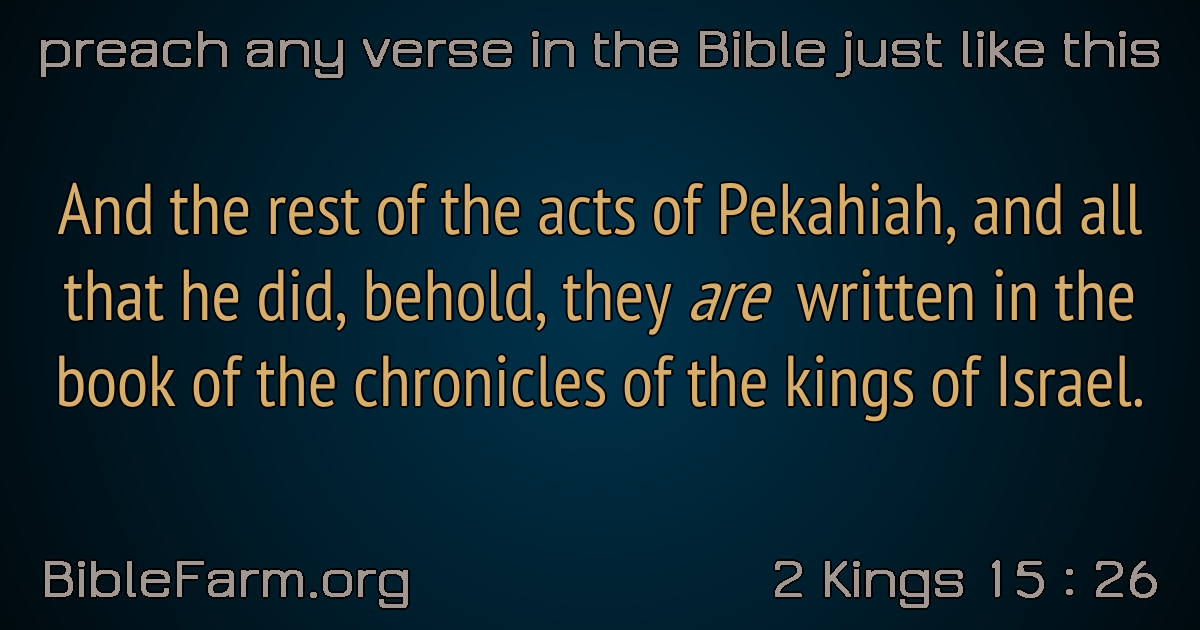 preach any verse in the Bible just like this
And the rest of the acts of Pekahiah, and all
that he did, behold, they are written in the
book of the chronicles of the kings of Israel.
BibleFarm.org
2 Kings 15 : 26